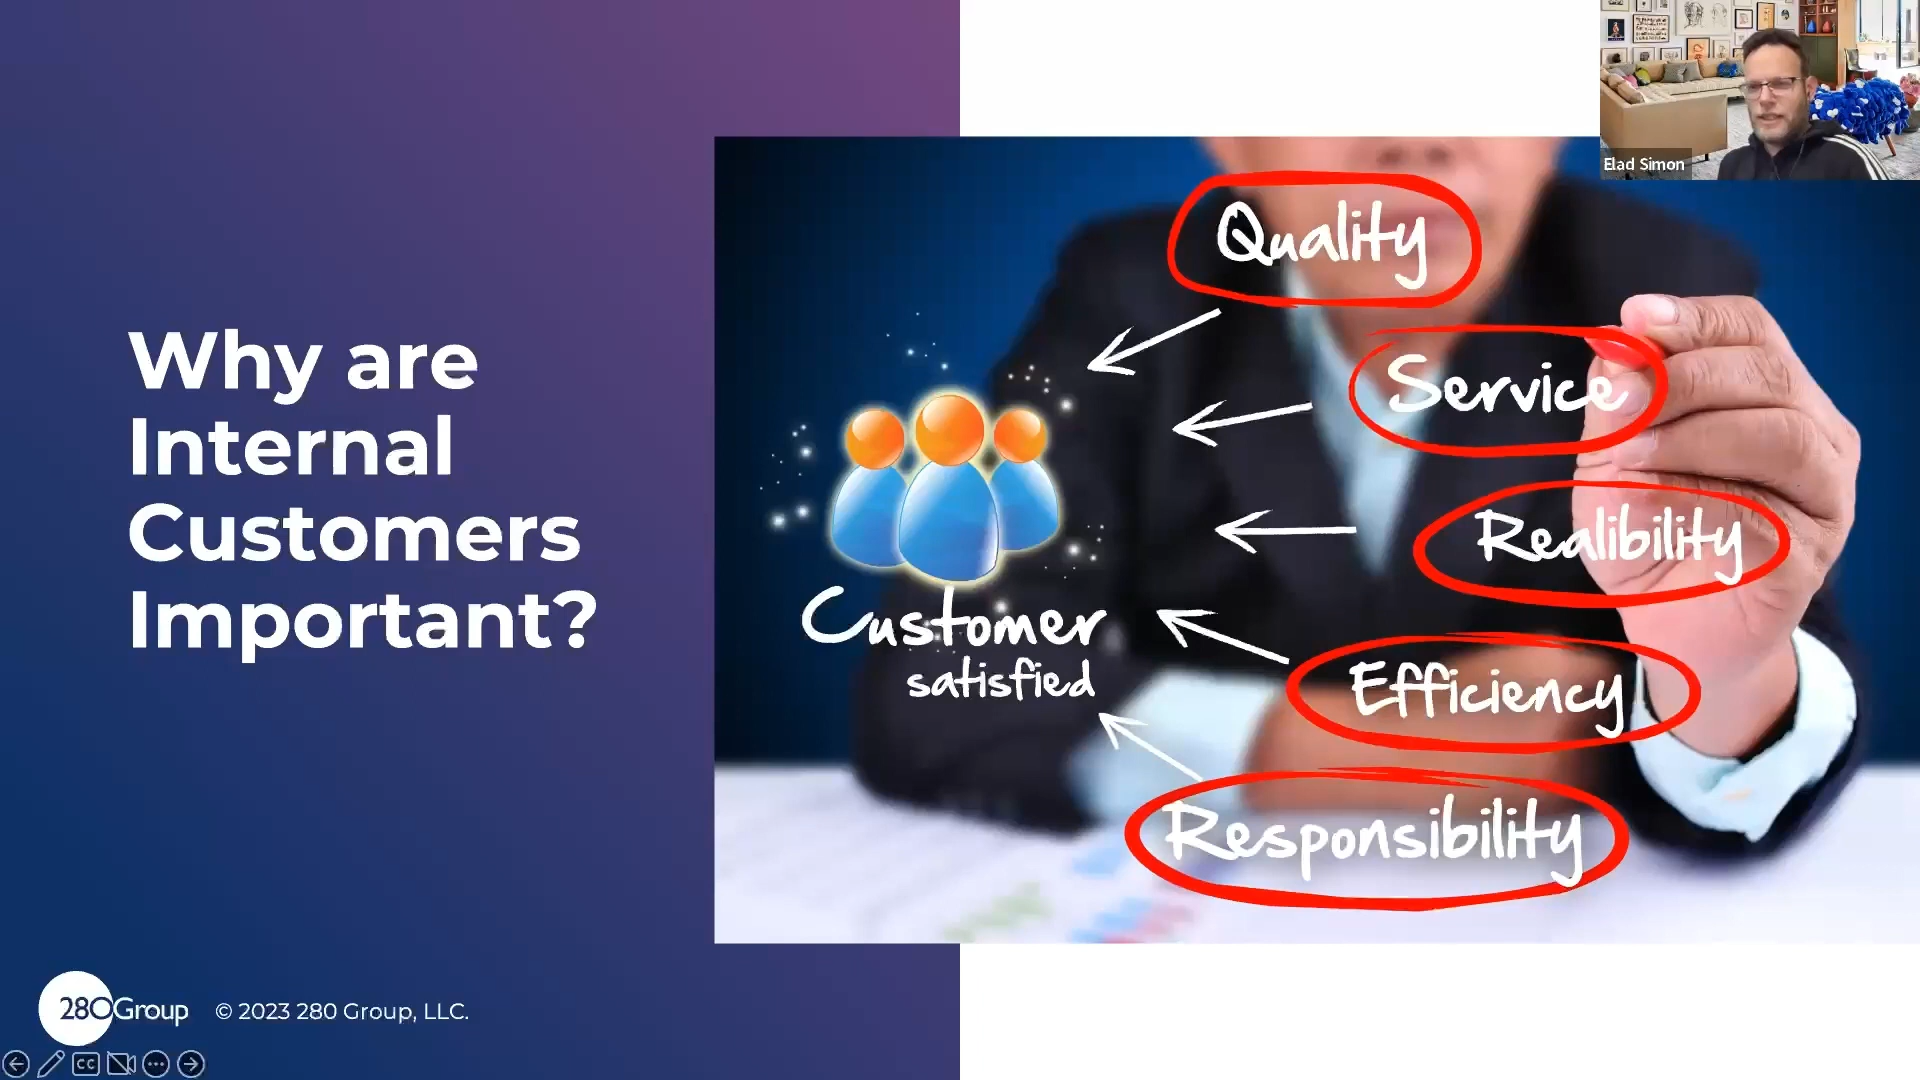 Why are
Internal
Customers
Important?
Quality
Service
Realibility
Efficiency
Responsibility
Customer
satisfied
Elad Simon
280Group
© 2023 280 Group, LLC.
CC